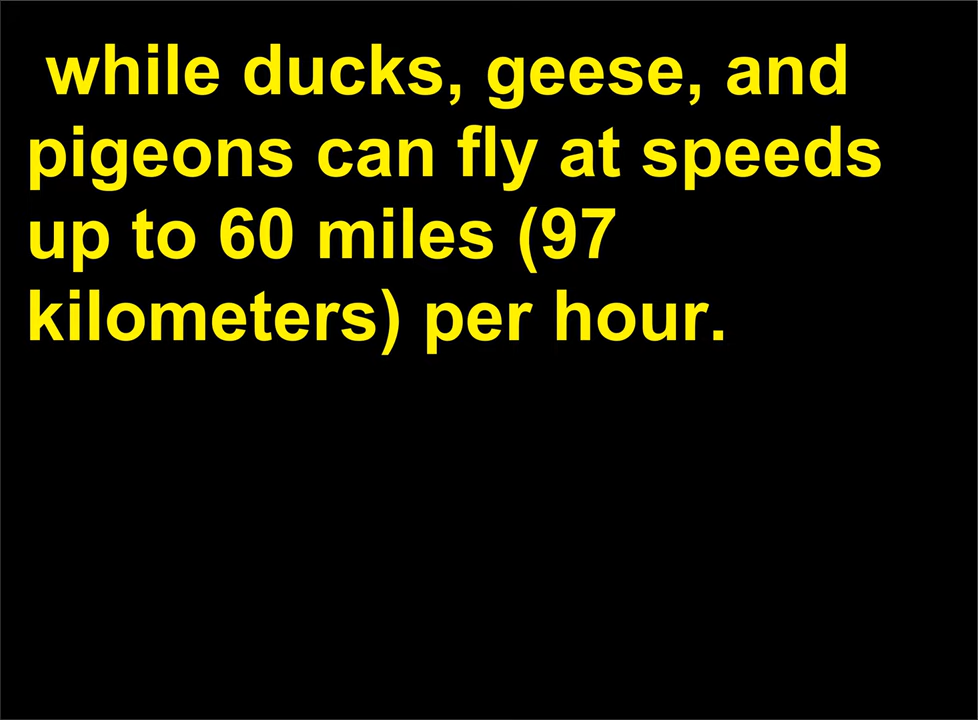 while ducks, geese, and
pigeons can fly at speeds
up to 60 miles (97
kilometers) per hour.